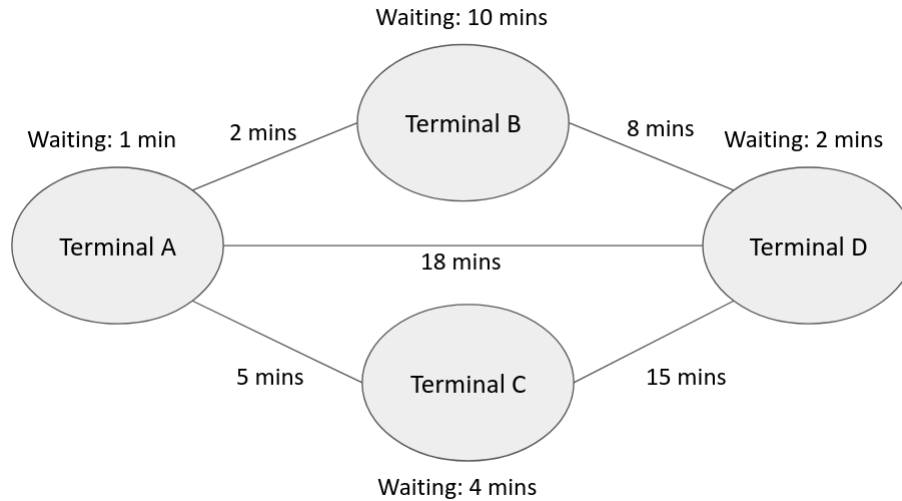 Waiting: 10 mins
Terminal B
2 mins
8 mins
Waiting: 1 min
Waiting: 2 mins
Terminal A
Terminal D
18 mins
5 mins
15 mins
Terminal C
Waiting: 4 mins